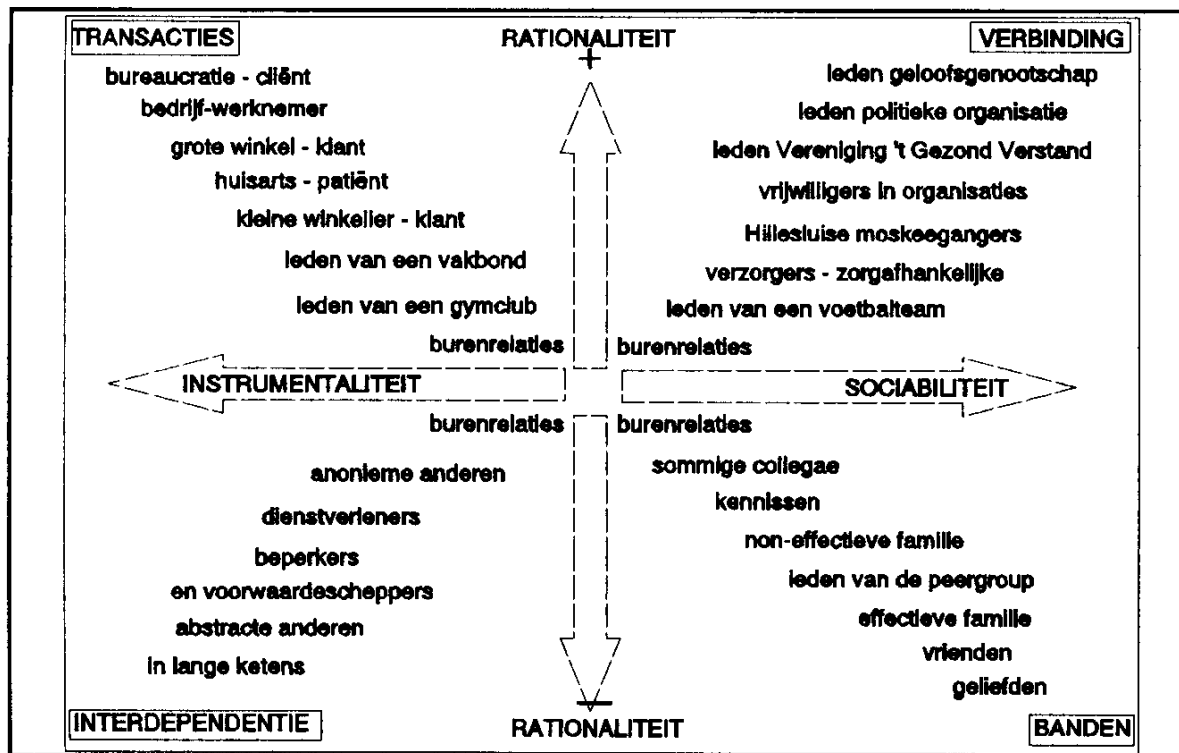 TRANSACTIES
RATIONALITEIT
+
VERBINDING
bureaucratie - cliënt
bedrijf-werknemer
grote winkel - klant
huisarts - patiënt
kleine winkelier - klant
leden van een vakbond
leden van een gymclub
burenrelaties
leden geloofsgenootschap
leden politieke organisatie
leden Vereniging 't Gezond Verstand
vrijwilligers in organisaties
Hillesluise moskeegangers
verzorgers - zorgafhankelijke
leden van een voetbalteam
burenrelaties
INSTRUMENTALITEIT
SOCIABILITEIT
burenrelaties
anonieme anderen
dienstverleners
beperkers
en voorwaardescheppers
abstracte anderen
in lange ketens
burenrelaties
sommige collegae
kennissen
non-effectieve familie
leden van de peergroup
effectieve familie
vrienden
geliefden
INTERDEPENDENTIE
—
RATIONALITEIT
BANDEN